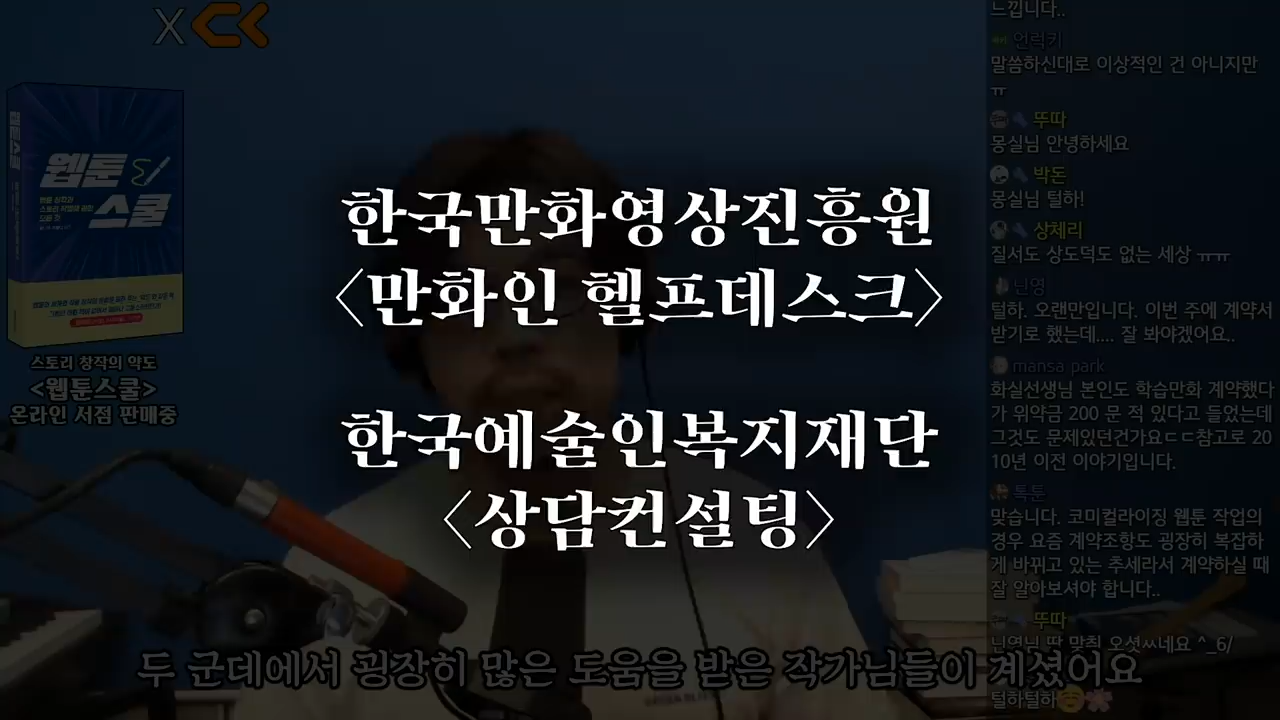 X
웹툰
스쿨
스토리 창작의 약도
<웹툰스쿨>
온라인 서점 판매중
한국만화영상진흥원
〈만화인 헬프데스크〉
한국예술인복지재단
〈상담컨설팅〉
두 군데에서 굉장히 많은 도움을 받은 작가님들이 계셨어요
느낍니다..
언럭키
말씀하신대로 이상적인 건 아니지만
ㅠ
뚜따
몽실님 안녕하세요
박돈
몽실님 털하!
상체리
질서도 상도덕도 없는 세상 ㅠㅠ
닌영
털하. 오랜만입니다. 이번 주에 계약서
받기로 했는데.... 잘 봐야겠어요..
mansa park
화실선생님 본인도 학습만화 계약했다
가 위약금 200 문 적 있다고 들었는데
그것도 문제있던건가요ㄷㄷ참고로 20
10년 이전 이야기입니다.
톡툰
맞습니다. 코미컬라이징 웹툰 작업의
경우 요즘 계약조항도 굉장히 복잡하
게 바뀌고 있는 추세라서 계약하실 때
잘 알아보셔야 합니다..
뚜따
닌영님 딱 맞춰 오셧ㅆ네요 ^_6/
털하털하